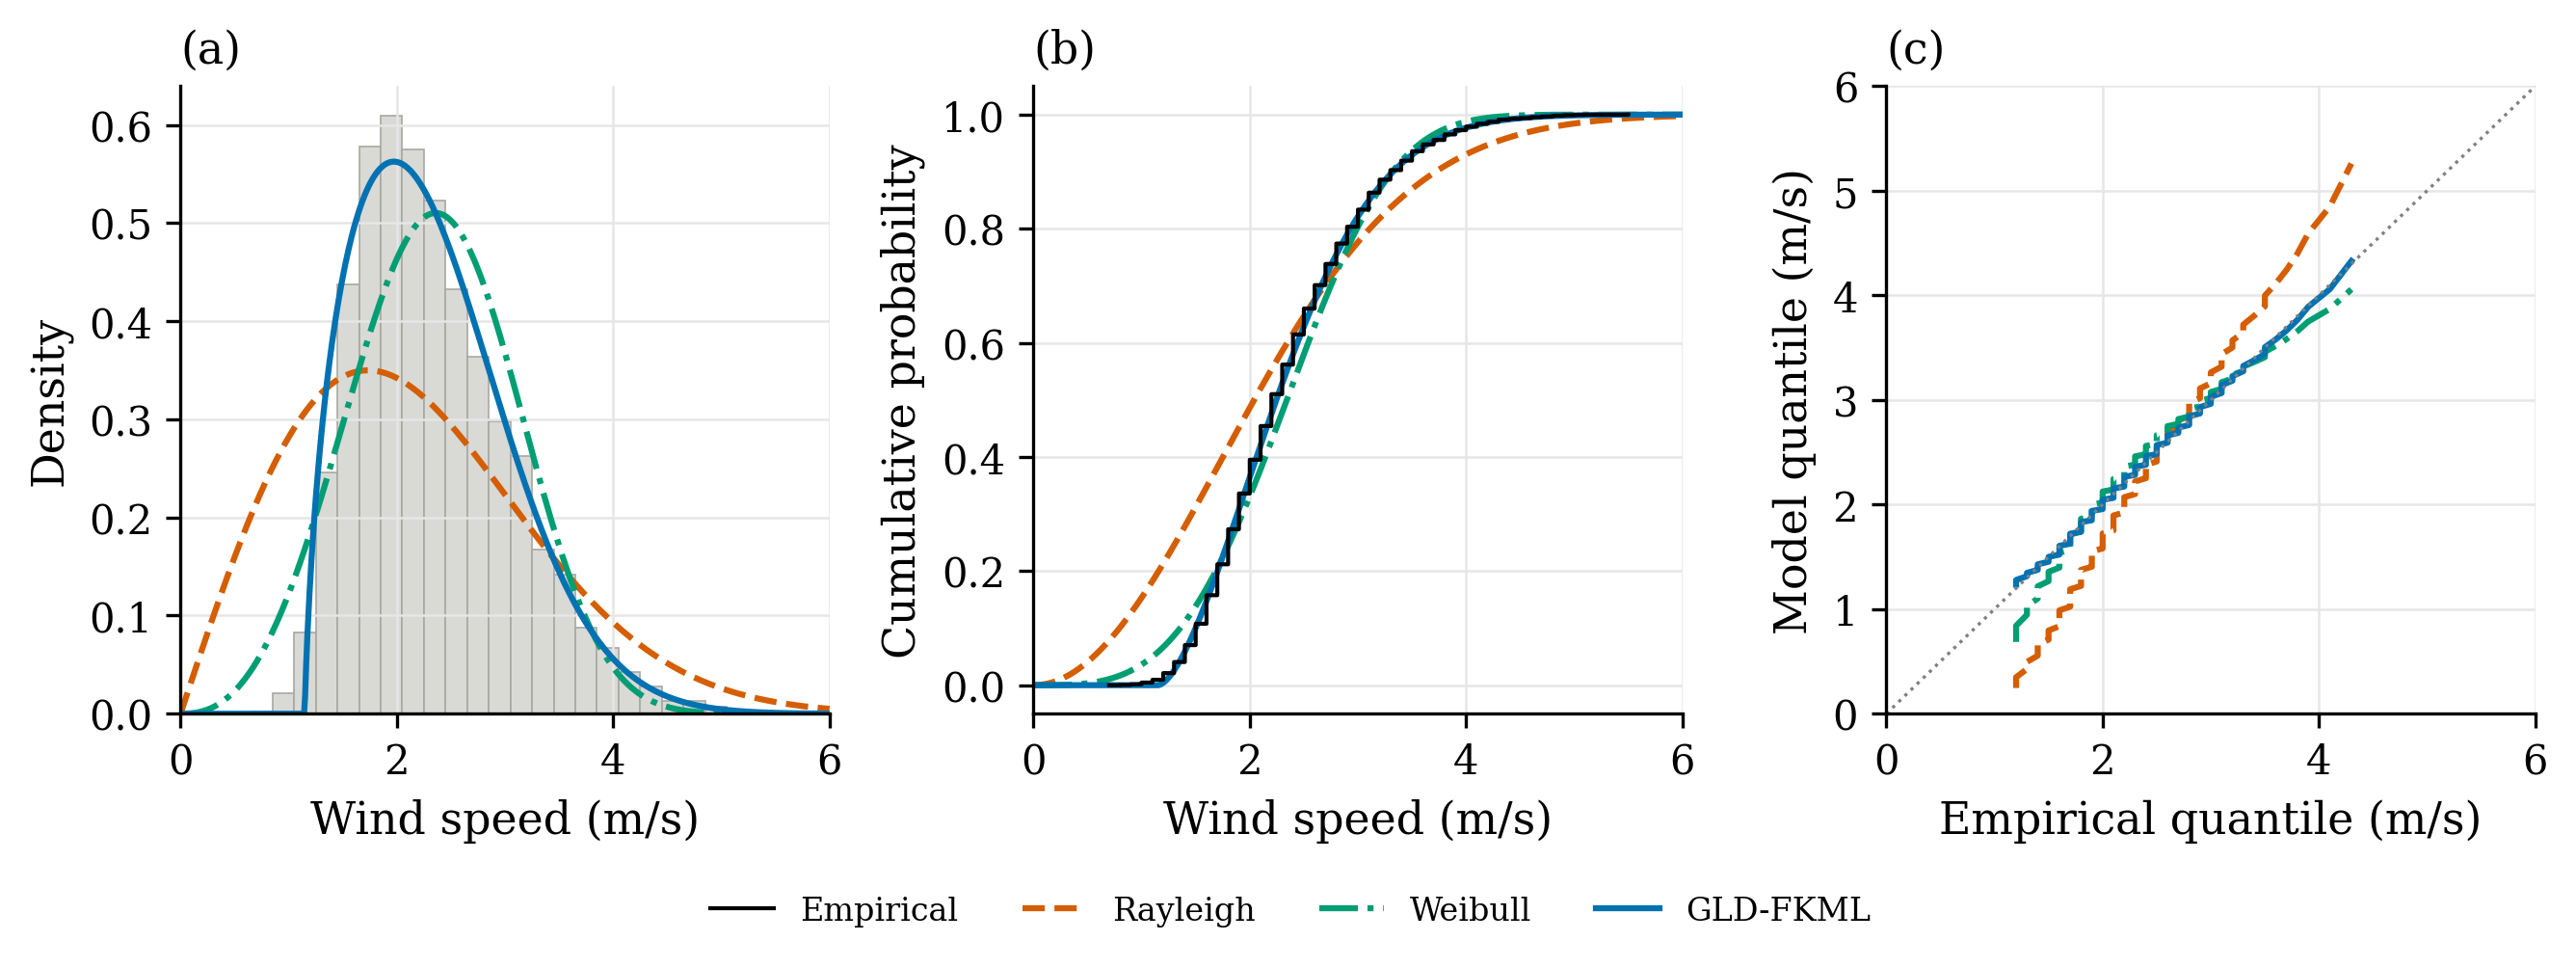 (a)
Density
0.6
0.5
0.4
0.3
0.2
0.1
0.0
0 2 4 6
Wind speed (m/s)
(b)
Cumulative probability
1.0
0.8
0.6
0.4
0.2
0.0
0 2 4 6
Wind speed (m/s)
(c)
Model quantile (m/s)
6
5
4
3
2
1
0
0 2 4 6
Empirical quantile (m/s)
Empirical Rayleigh Weibull GLD-FKML